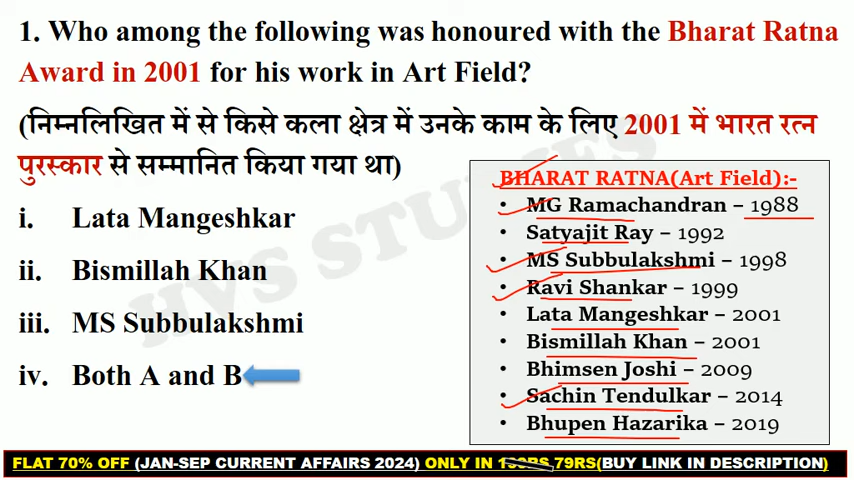 1. Who among the following was honoured with the Bharat Ratna
Award in 2001 for his work in Art Field?
(निम्नलिखित में से किसे कला क्षेत्र में उनके काम के लिए 2001 में भारत रत्न
पुरस्कार से सम्मानित किया गया था)
i. Lata Mangeshkar
ii. Bismillah Khan
iii. MS Subbulakshmi
iv. Both A and B
BHARAT RATNA(Art Field):-
• MG Ramachandran – 1988
• Satyajit Ray – 1992
• MS Subbulakshmi – 1998
• Ravi Shankar – 1999
• Lata Mangeshkar – 2001
• Bismillah Khan – 2001
• Bhimsen Joshi – 2009
• Sachin Tendulkar – 2014
• Bhupen Hazarika – 2019
HVS STUDIES
FLAT 70% OFF (JAN-SEP CURRENT AFFAIRS 2024) ONLY IN 79RS(BUY LINK IN DESCRIPTION)